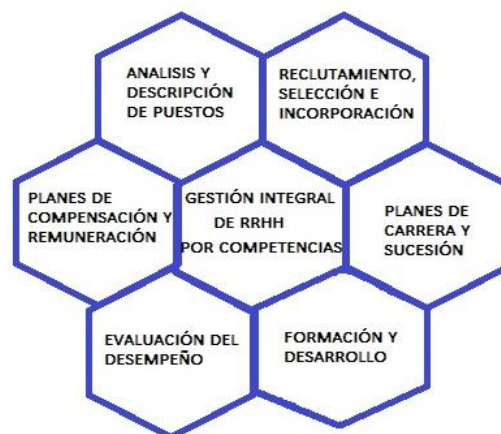 ANALISIS Y
DESCRIPCIÓN
DE PUESTOS
RECLUTAMIENTO,
SELECCIÓN E
INCORPORACIÓN
PLANES DE
COMPENSACIÓN Y
REMUNERACIÓN
GESTIÓN INTEGRAL
DE RRHH
POR COMPETENCIAS
PLANES DE
CARRERA Y
SUCESIÓN
EVALUACIÓN DEL
DESEMPEÑO
FORMACIÓN Y
DESARROLLO